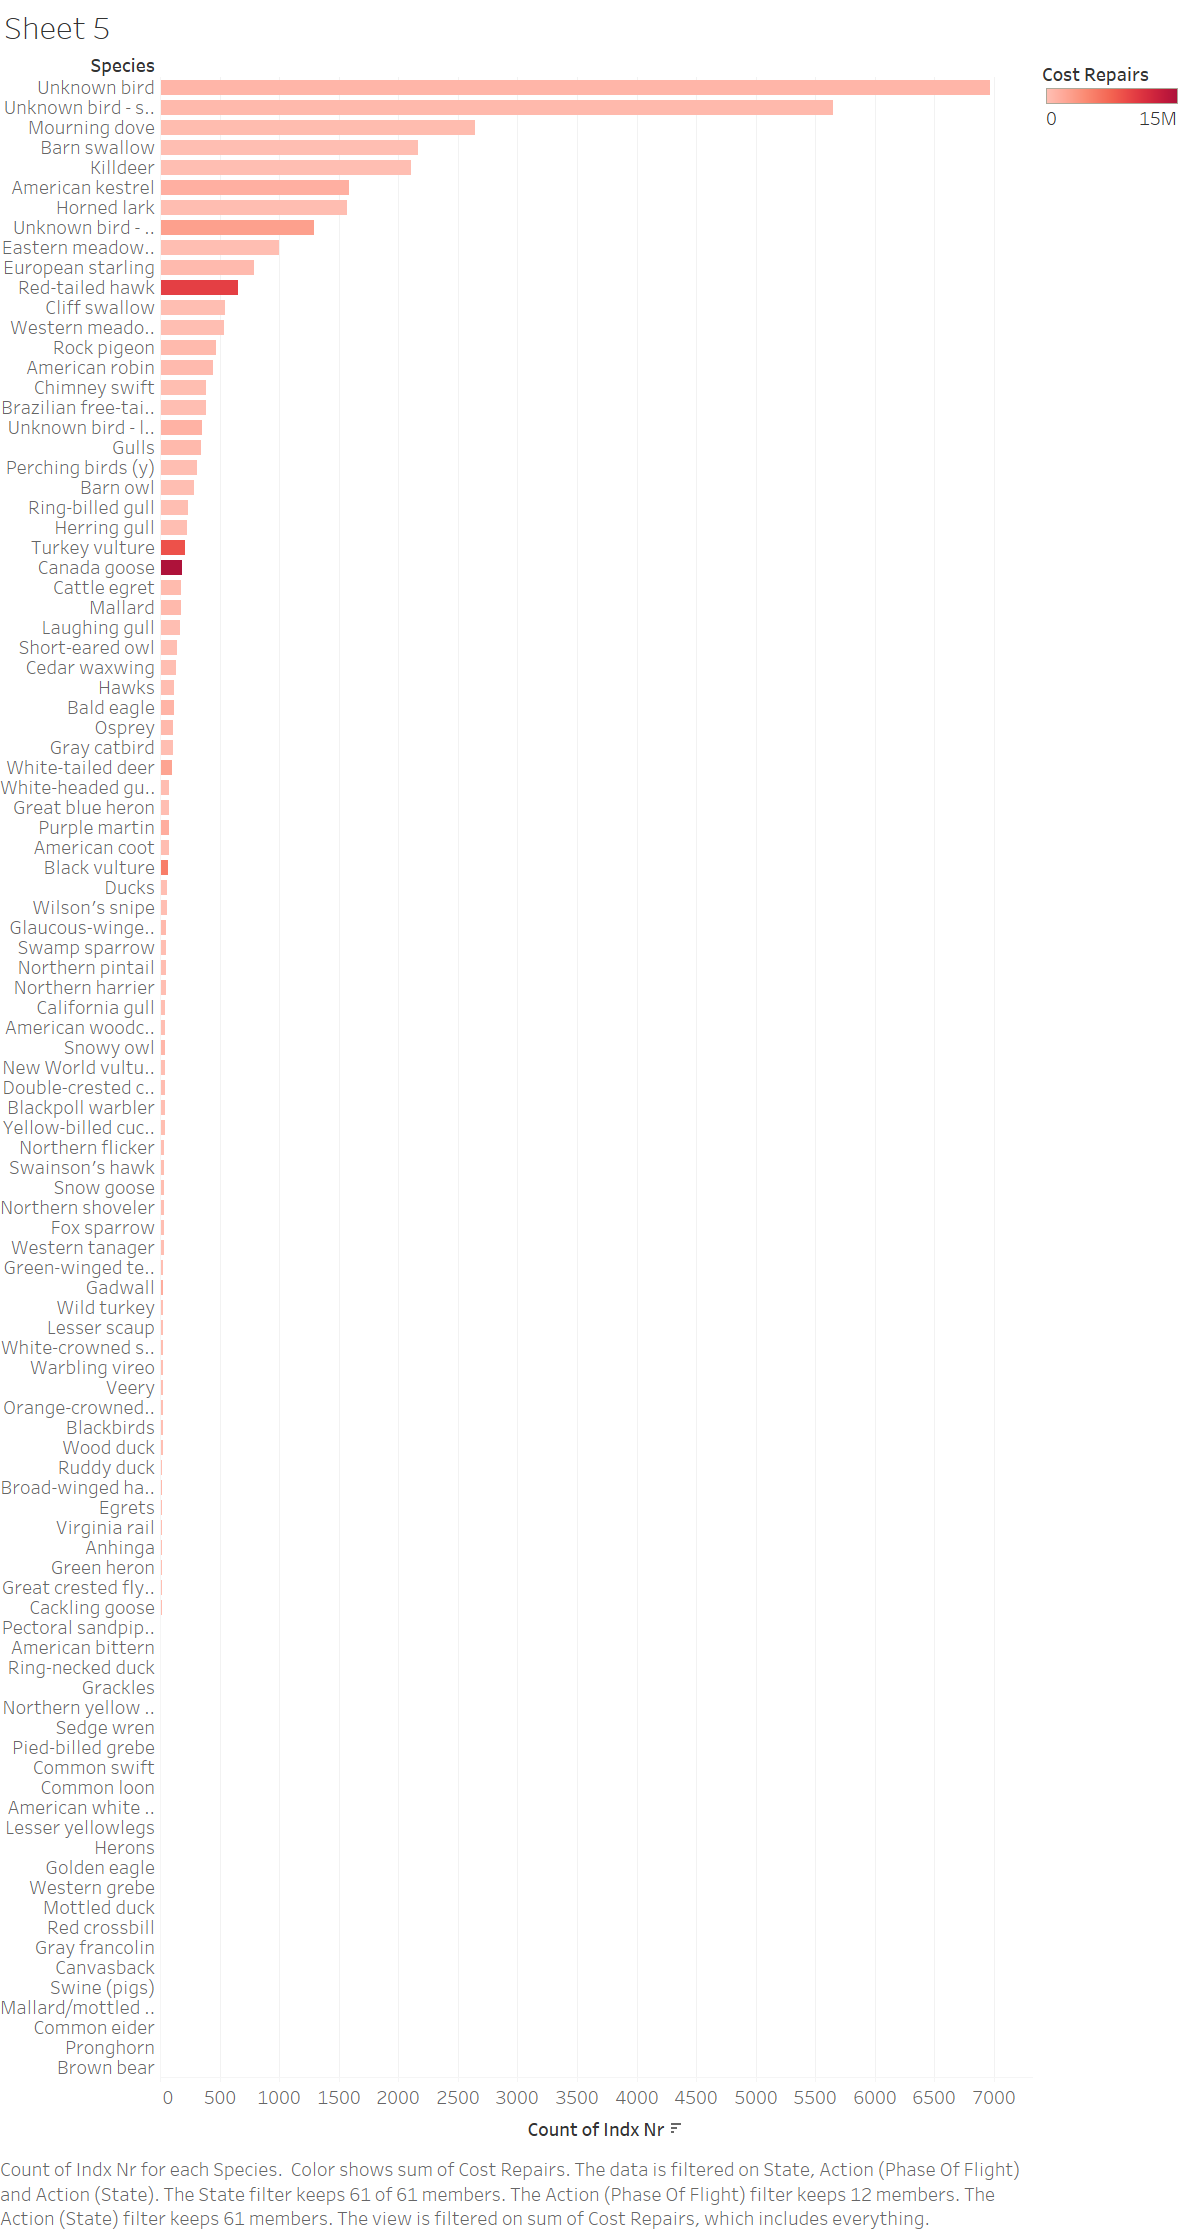 Sheet 5
Species
Unknown bird
Unknown bird - s..
Mourning dove
Barn swallow
Killdeer
American kestrel
Horned lark
Unknown bird - ..
Eastern meadow..
European starling
Red-tailed hawk
Cliff swallow
Western meado..
Rock pigeon
American robin
Chimney swift
Brazilian free-tai..
Unknown bird - l..
Gulls
Perching birds (y)
Barn owl
Ring-billed gull
Herring gull
Turkey vulture
Canada goose
Cattle egret
Mallard
Laughing gull
Short-eared owl
Cedar waxwing
Hawks
Bald eagle
Osprey
Gray catbird
White-tailed deer
White-headed gu..
Great blue heron
Purple martin
American coot
Black vulture
Ducks
Wilson's snipe
Glaucous-winge..
Swamp sparrow
Northern pintail
Northern harrier
California gull
American woodc..
Snowy owl
New World vultu..
Double-crested c..
Blackpoll warbler
Yellow-billed cuc..
Northern flicker
Swainson's hawk
Snow goose
Northern shoveler
Fox sparrow
Western tanager
Green-winged te..
Gadwall
Wild turkey
Lesser scaup
White-crowned s..
Warbling vireo
Veery
Orange-crowned..
Blackbirds
Wood duck
Ruddy duck
Broad-winged ha..
Egrets
Virginia rail
Anhinga
Green heron
Great crested fly..
Cackling goose
Pectoral sandpip..
American bittern
Ring-necked duck
Grackles
Northern yellow ..
Sedge wren
Pied-billed grebe
Common swift
Common loon
American white ..
Lesser yellowlegs
Herons
Golden eagle
Western grebe
Mottled duck
Red crossbill
Gray francolin
Canvasback
Swine (pigs)
Mallard/mottled ..
Common eider
Pronghorn
Brown bear
0 500 1000 1500 2000 2500 3000 3500 4000 4500 5000 5500 6000 6500 7000
Count of Indx Nr
Cost Repairs
0 15M
Count of Indx Nr for each Species.  Color shows sum of Cost Repairs. The data is filtered on State, Action (Phase Of Flight)
and Action (State). The State filter keeps 61 of 61 members. The Action (Phase Of Flight) filter keeps 12 members. The
Action (State) filter keeps 61 members. The view is filtered on sum of Cost Repairs, which includes everything.